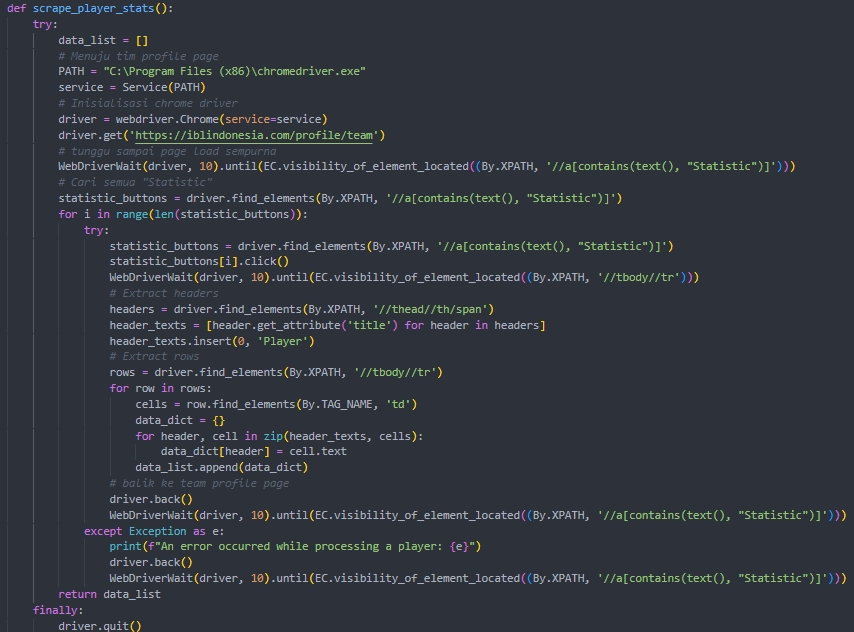 def scrape_player_stats():
    try:
        data_list = []
        # Menuju tim profile page
        PATH = "C:\Program Files (x86)\chromedriver.exe"
        service = Service(PATH)
        # Inisialisasi chrome driver
        driver = webdriver.Chrome(service=service)
        driver.get('https://iblindonesia.com/profile/team')
        # tunggu sampai page load sempurna
        WebDriverWait(driver, 10).until(EC.visibility_of_element_located((By.XPATH, '//a[contains(text(), "Statistic")]')))
        # Cari semua "Statistic"
        statistic_buttons = driver.find_elements(By.XPATH, '//a[contains(text(), "Statistic")]')
        for i in range(len(statistic_buttons)):
            try:
                statistic_buttons = driver.find_elements(By.XPATH, '//a[contains(text(), "Statistic")]')
                statistic_buttons[i].click()
                WebDriverWait(driver, 10).until(EC.visibility_of_element_located((By.XPATH, '//tbody//tr')))
                # Extract headers
                headers = driver.find_elements(By.XPATH, '//thead//th/span')
                header_texts = [header.get_attribute('title') for header in headers]
                header_texts.insert(0, 'Player')
                # Extract rows
                rows = driver.find_elements(By.XPATH, '//tbody//tr')
                for row in rows:
                    cells = row.find_elements(By.TAG_NAME, 'td')
                    data_dict = {}
                    for header, cell in zip(header_texts, cells):
                        data_dict[header] = cell.text
                    data_list.append(data_dict)
                # balik ke team profile page
                driver.back()
                WebDriverWait(driver, 10).until(EC.visibility_of_element_located((By.XPATH, '//a[contains(text(), "Statistic")]')))
            except Exception as e:
                print(f"An error occurred while processing a player: {e}")
                driver.back()
                WebDriverWait(driver, 10).until(EC.visibility_of_element_located((By.XPATH, '//a[contains(text(), "Statistic")]')))
        return data_list
    finally:
        driver.quit()